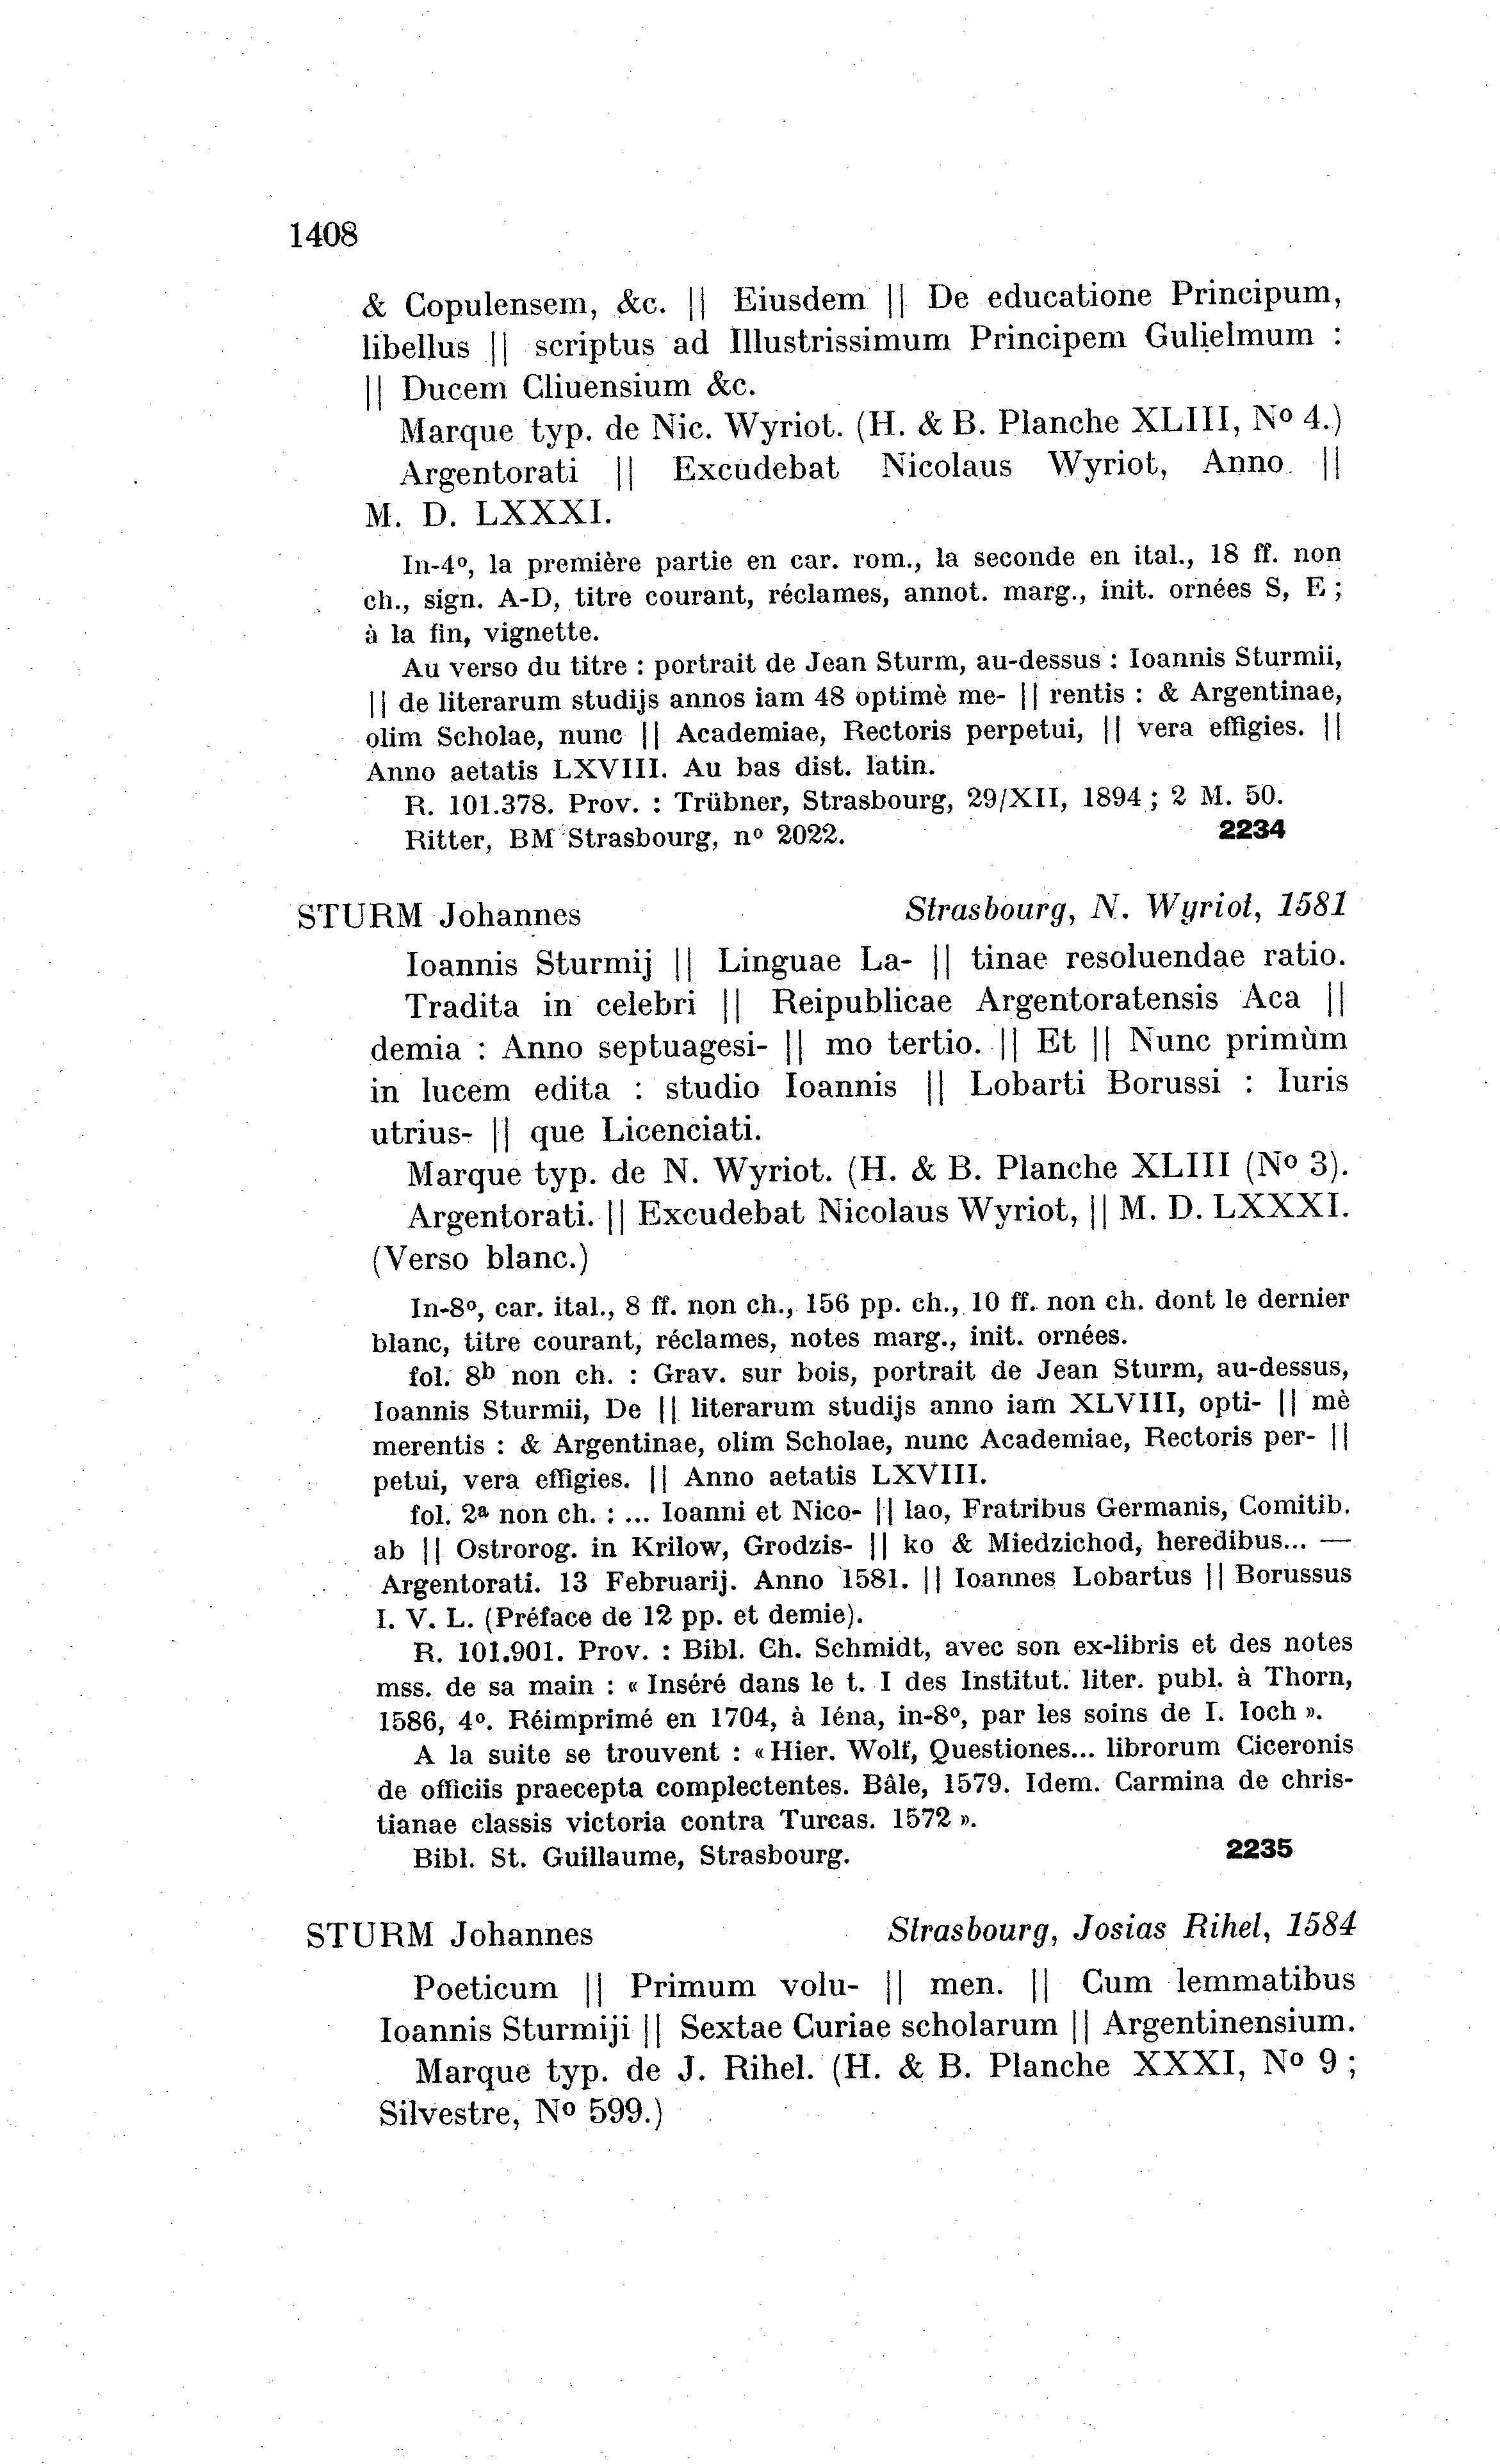 1408
& Copulensem, &c. || Eiusdem || De educatione Principum,
libellus || scriptus ad Illustrissimum Principem Gulielmum :
|| Ducem Cliuensium &c.
Marque typ. de Nic. Wyriot. (H. & B. Planche XLIII, Nº 4.)
Argentorati || Excudebat Nicolaus Wyriot, Anno ||
M. D. LXXXI.
In-4º, la première partie en car. rom., la seconde en ital., 18 ff. non
ch., sign. A-D, titre courant, réclames, annot. marg., init. ornées S, E ;
à la fin, vignette.
Au verso du titre : portrait de Jean Sturm, au-dessus : Ioannis Sturmii,
|| de literarum studijs annos iam 48 optimè me- || rentis : & Argentinae,
olim Scholae, nunc || Academiae, Rectoris perpetui, || vera effigies. ||
Anno aetatis LXVIII. Au bas dist. latin.
R. 101.378. Prov. : Trübner, Strasbourg, 29/XII, 1894 ; 2 M. 50.
Ritter, BM Strasbourg, nº 2022. 2234
STURM Johannes Strasbourg, N. Wyriot, 1581
Ioannis Sturmij || Linguae La- || tinae resoluendae ratio.
Tradita in celebri || Reipublicae Argentoratensis Aca ||
demia : Anno septuagesi- || mo tertio. || Et || Nunc primùm
in lucem edita : studio Ioannis || Lobarti Borussi : Iuris
utrius- || que Licenciati.
Marque typ. de N. Wyriot. (H. & B. Planche XLIII (Nº 3).
Argentorati. || Excudebat Nicolaus Wyriot, || M. D. LXXXI.
(Verso blanc.)
In-8º, car. ital., 8 ff. non ch., 156 pp. ch., 10 ff. non ch. dont le dernier
blanc, titre courant, réclames, notes marg., init. ornées.
fol. 8ᵇ non ch. : Grav. sur bois, portrait de Jean Sturm, au-dessus,
Ioannis Sturmii, De || literarum studijs anno iam XLVIII, opti- || mè
merentis : & Argentinae, olim Scholae, nunc Academiae, Rectoris per- ||
petui, vera effigies. || Anno aetatis LXVIII.
fol. 2ª non ch. : ... Ioanni et Nico- || lao, Fratribus Germanis, Comitib.
ab || Ostrorog. in Krilow, Grodzis- || ko & Miedzichod, heredibus... —
Argentorati. 13 Februarij. Anno 1581. || Ioannes Lobartus || Borussus
I. V. L. (Préface de 12 pp. et demie).
R. 101.901. Prov. : Bibl. Ch. Schmidt, avec son ex-libris et des notes
mss. de sa main : « Inséré dans le t. I des Institut. liter. publ. à Thorn,
1586, 4º. Réimprimé en 1704, à Iéna, in-8º, par les soins de I. Ioch ».
A la suite se trouvent : « Hier. Wolf, Questiones... librorum Ciceronis
de officiis praecepta complectentes. Bâle, 1579. Idem. Carmina de chris-
tianae classis victoria contra Turcas. 1572 ».
Bibl. St. Guillaume, Strasbourg. 2235
STURM Johannes Strasbourg, Josias Rihel, 1584
Poeticum || Primum volu- || men. || Cum lemmatibus
Ioannis Sturmiji || Sextae Curiae scholarum || Argentinensium.
Marque typ. de J. Rihel. (H. & B. Planche XXXI, Nº 9 ;
Silvestre, Nº 599.)